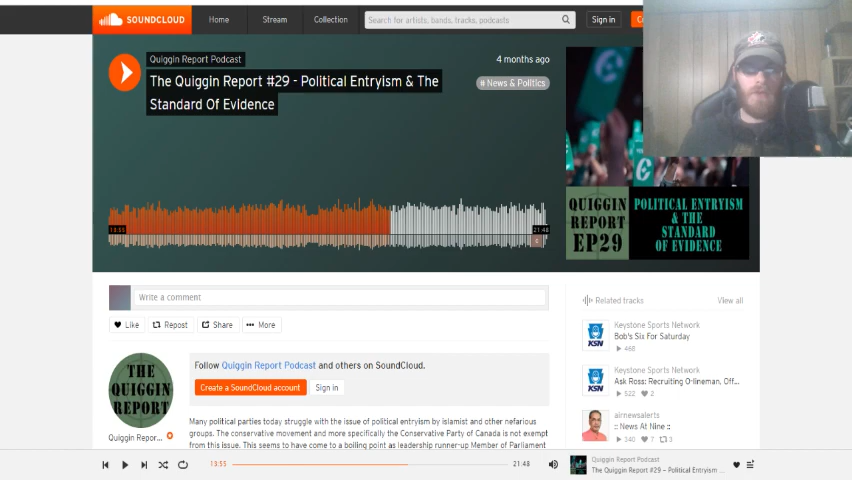 SOUNDCLOUD
Home
Stream
Collection
Search for artists, bands, tracks, podcasts
Sign in
Quiggin Report Podcast
4 months ago
The Quiggin Report #29 - Political Entryism & The
Standard Of Evidence
# News & Politics
13:55
21:48
QUIGGIN
REPORT
EP29
POLITICAL ENTRYISM
& THE
STANDARD
OF EVIDENCE
Write a comment
Like
Repost
Share
More
Related tracks
View all
Keystone Sports Network
Bob's Six For Saturday
468
Keystone Sports Network
Ask Ross: Recruiting O-lineman, Off...
522
2
airnewsalerts
:: News At Nine ::
140
7
3
THE
QUIGGIN
REPORT
Quiggin Repor...
Follow Quiggin Report Podcast and others on SoundCloud.
Create a SoundCloud account
Sign in
Many political parties today struggle with the issue of political entryism by islamist and other nefarious
groups. The conservative movement and more specifically the Conservative Party of Canada is not exempt
from this issue. This seems to have come to a boiling point as leadership runner-up Member of Parliament
13:55
21:48
Quiggin Report Podcast
The Quiggin Report #29 - Political Entryism ...